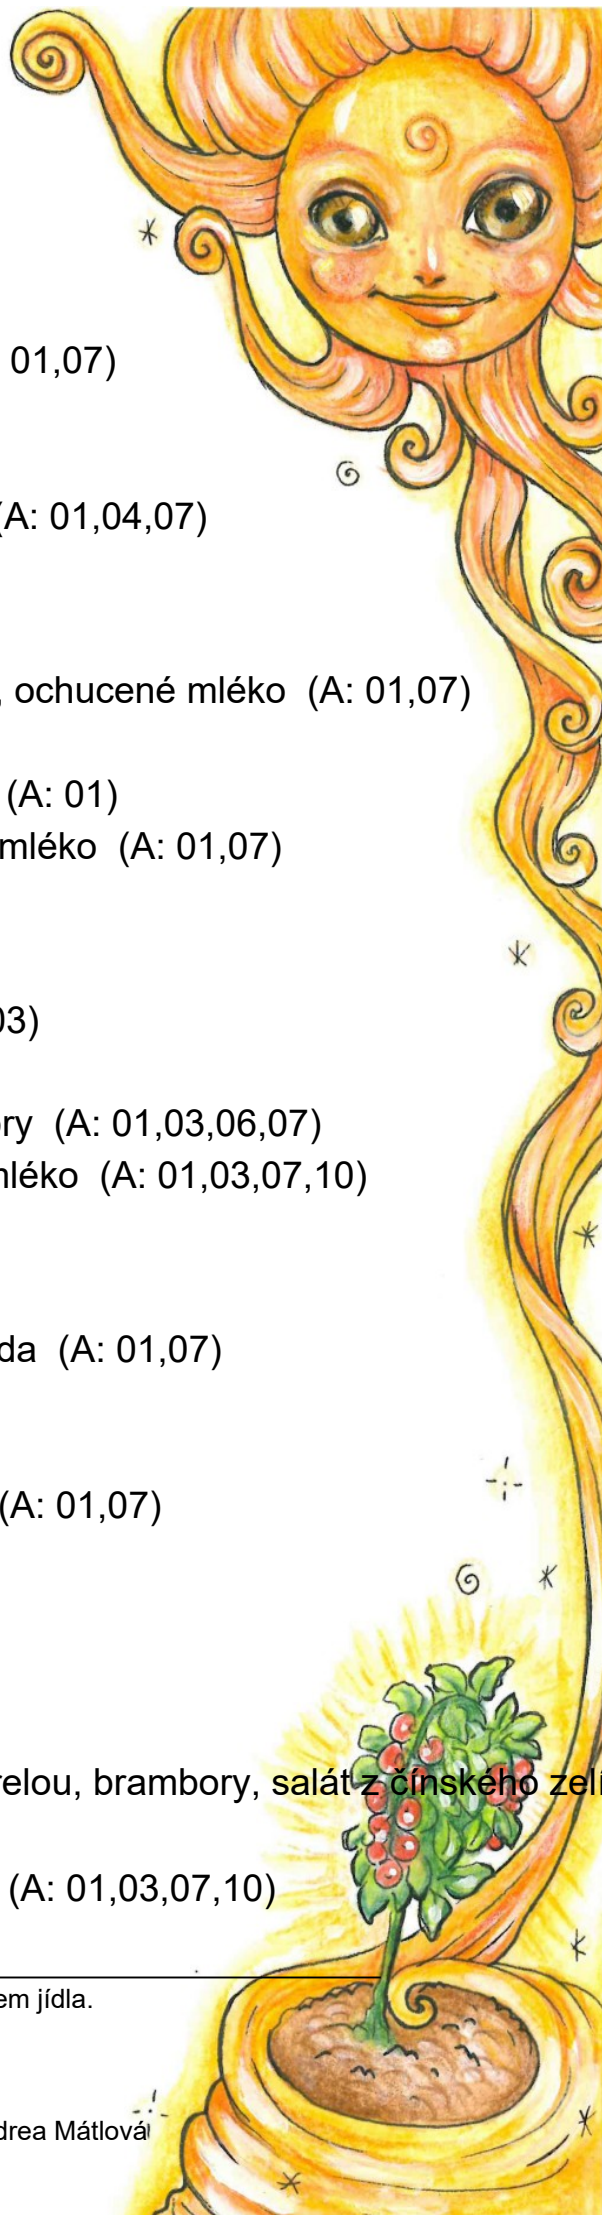 01,07)
(A: 01,04,07)
, ochucené mléko (A: 01,07)
(A: 01)
mléko (A: 01,07)
03)
ry (A: 01,03,06,07)
mléko (A: 01,03,07,10)
da (A: 01,07)
(A: 01,07)
relou, brambory, salát z čínského zelí
(A: 01,03,07,10)
em jídla.
drea Mátlová